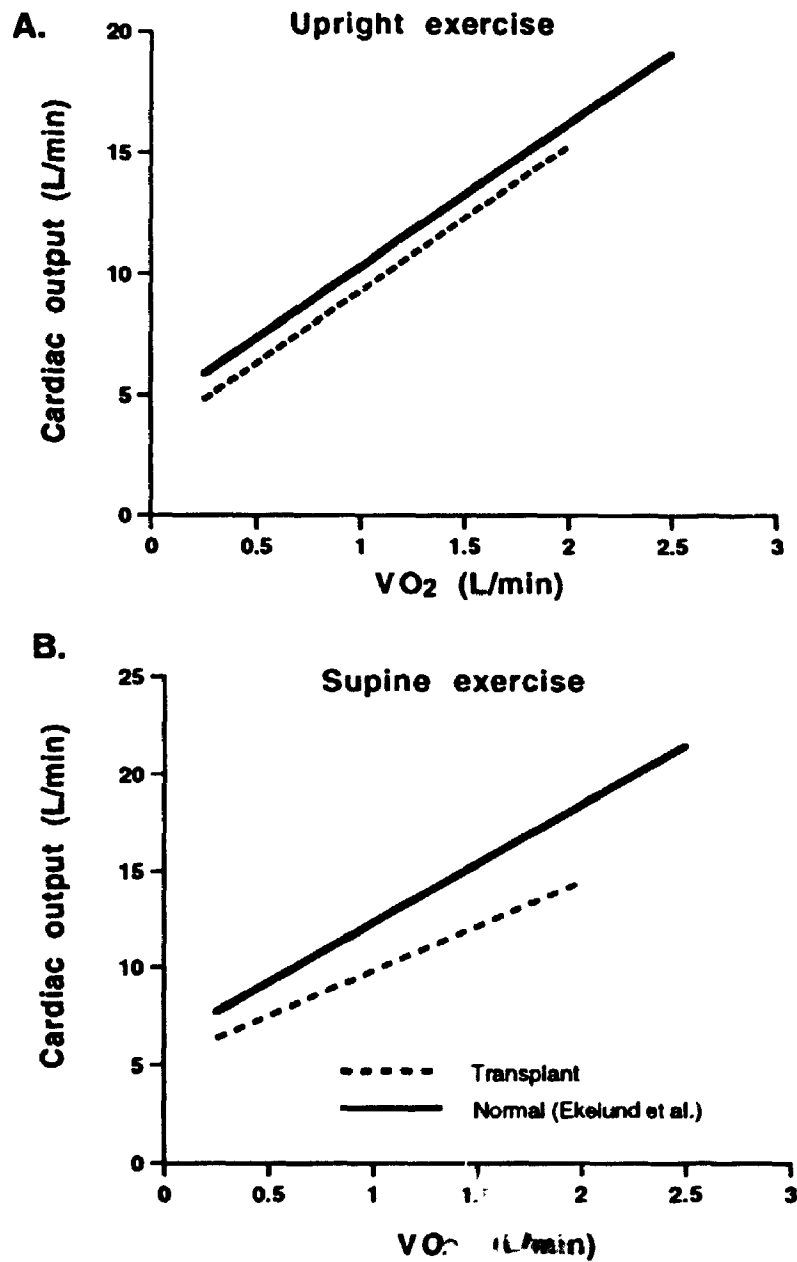 A.
Upright exercise
Cardiac output (L/min)
20
15
10
5
0
0 0.5 1 1.5 2 2.5 3
VO2 (L/min)
B.
Supine exercise
Cardiac output (L/min)
25
20
15
10
5
0
Transplant
Normal (Ekelund et al.)
0 0.5 1 2 2.5 3